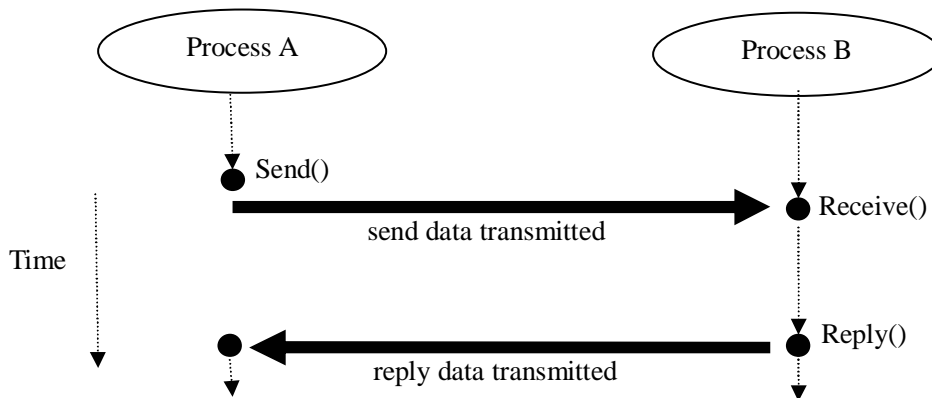 Process A
Process B
Send()
Receive()
send data transmitted
Time
Reply()
reply data transmitted